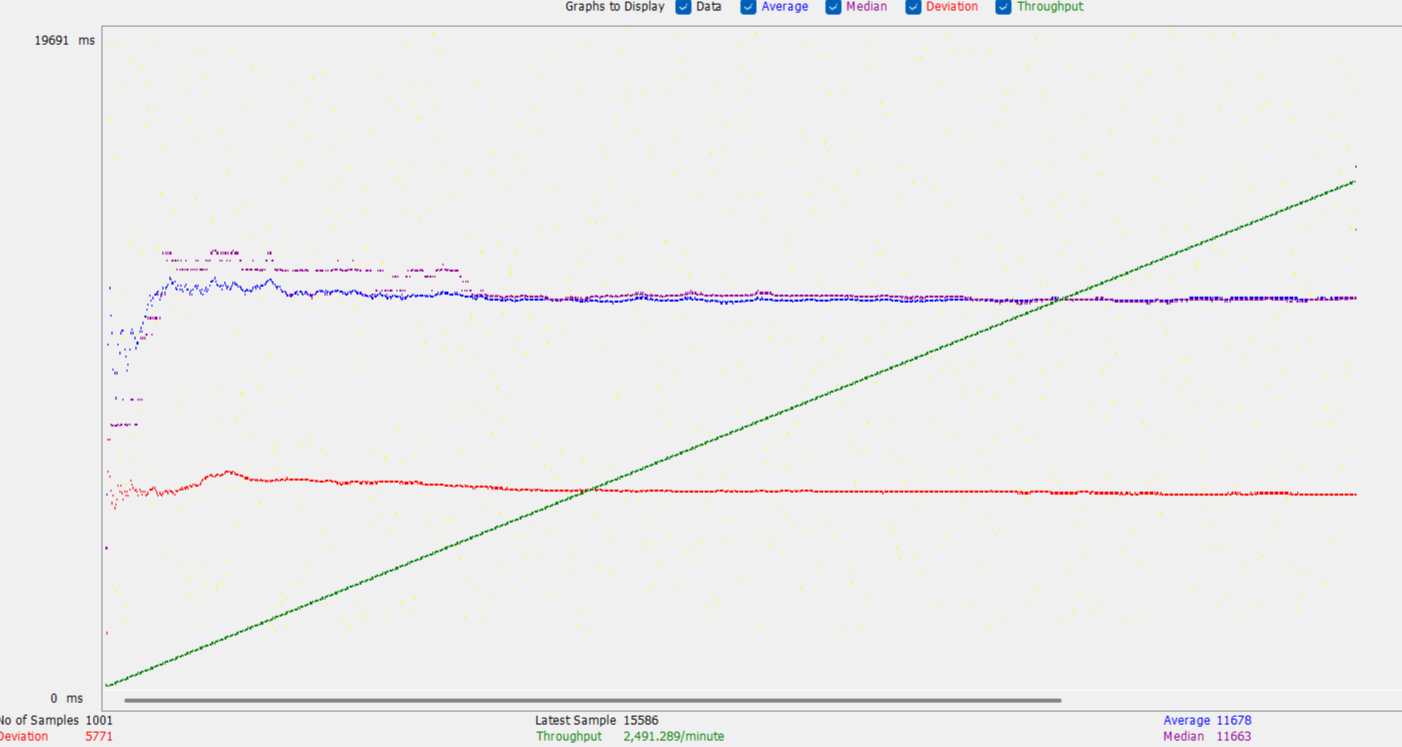 Graphs to Display Data Average Median Deviation Throughput
19691 ms
0 ms
No of Samples 1001 Latest Sample 15586 Average 11678
Deviation 5771 Throughput 2,491.289/minute Median 11663